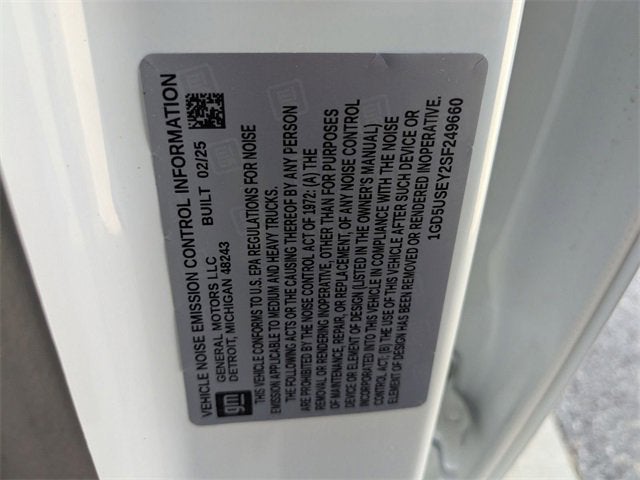 VEHICLE NOISE EMISSION CONTROL INFORMATION
gm
GENERAL MOTORS LLC BUILT 02/25
DETROIT, MICHIGAN 48243
THIS VEHICLE CONFORMS TO U.S. EPA REGULATIONS FOR NOISE
EMISSION APPLICABLE TO MEDIUM AND HEAVY TRUCKS.
THE FOLLOWING ACTS OR THE CAUSING THEREOF BY ANY PERSON
ARE PROHIBITED BY THE NOISE CONTROL ACT OF 1972: (A) THE
REMOVAL OR RENDERING INOPERATIVE, OTHER THAN FOR PURPOSES
OF MAINTENANCE, REPAIR, OR REPLACEMENT, OF ANY NOISE CONTROL
DEVICE OR ELEMENT OF DESIGN (LISTED IN THE OWNER'S MANUAL)
INCORPORATED INTO THIS VEHICLE IN COMPLIANCE WITH THE NOISE
CONTROL ACT; (B) THE USE OF THIS VEHICLE AFTER SUCH DEVICE OR
ELEMENT OF DESIGN HAS BEEN REMOVED OR RENDERED INOPERATIVE.
1GD5USEY2SF249660